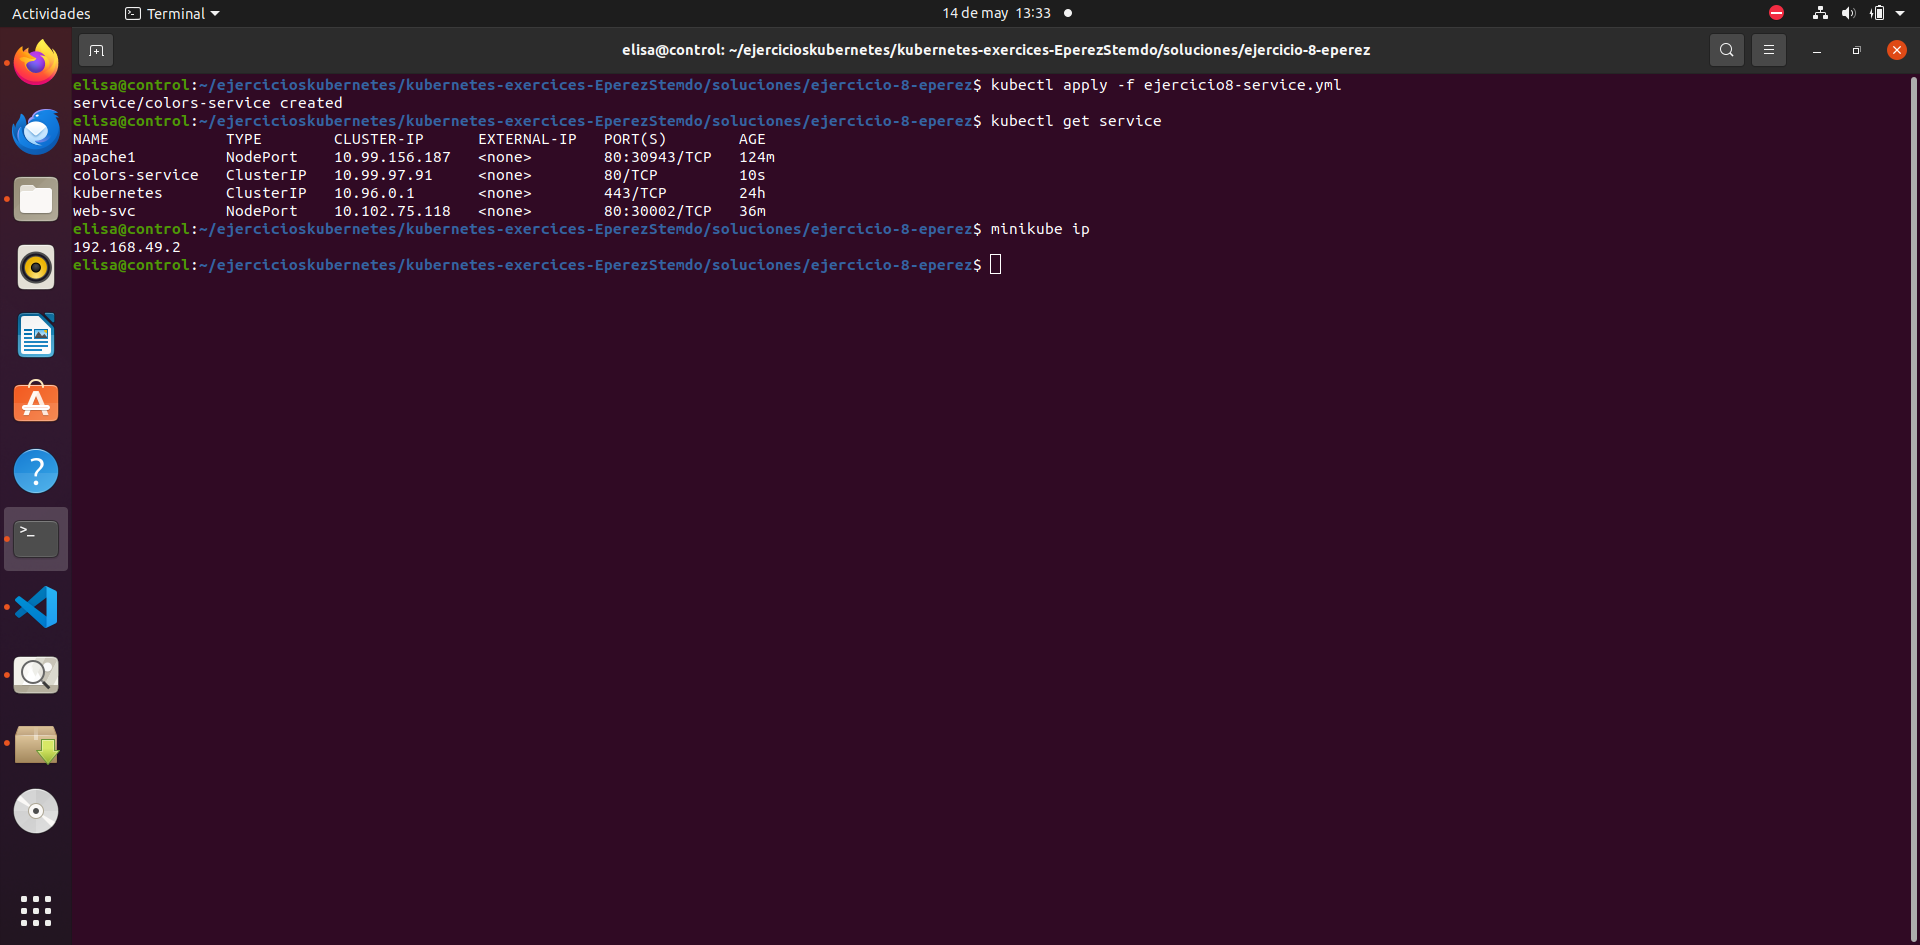 Actividades Terminal 14 de may 13:33
elisa@control: ~/ejercicioskubernetes/kubernetes-exercices-EperezStemdo/soluciones/ejercicio-8-eperez
elisa@control:~/ejercicioskubernetes/kubernetes-exercices-EperezStemdo/soluciones/ejercicio-8-eperez$ kubectl apply -f ejercicio8-service.yml
service/colors-service created
elisa@control:~/ejercicioskubernetes/kubernetes-exercices-EperezStemdo/soluciones/ejercicio-8-eperez$ kubectl get service
NAME TYPE CLUSTER-IP EXTERNAL-IP PORT(S) AGE
apache1 NodePort 10.99.156.187 <none> 80:30943/TCP 124m
colors-service ClusterIP 10.99.97.91 <none> 80/TCP 10s
kubernetes ClusterIP 10.96.0.1 <none> 443/TCP 24h
web-svc NodePort 10.102.75.118 <none> 80:30002/TCP 36m
elisa@control:~/ejercicioskubernetes/kubernetes-exercices-EperezStemdo/soluciones/ejercicio-8-eperez$ minikube ip
192.168.49.2
elisa@control:~/ejercicioskubernetes/kubernetes-exercices-EperezStemdo/soluciones/ejercicio-8-eperez$